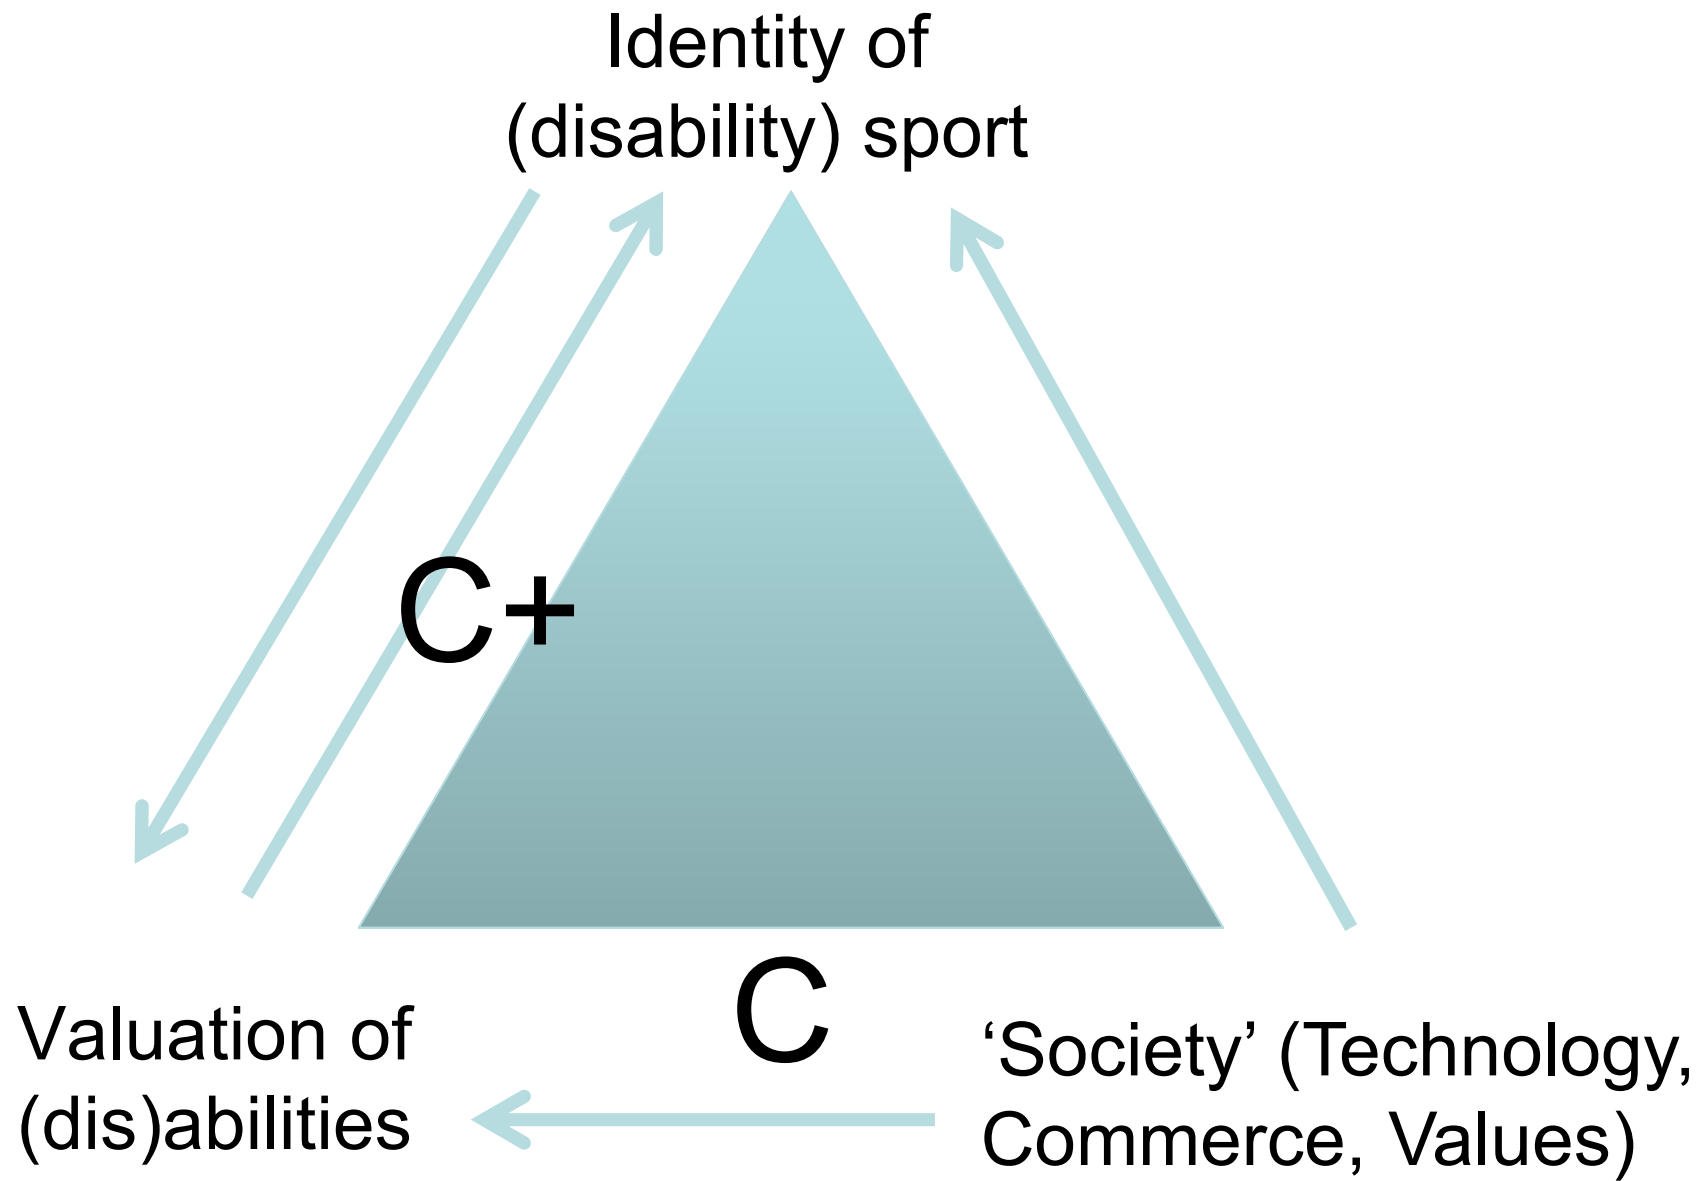 Identity of
(disability) sport
C+
C
Valuation of
(dis)abilities
‘Society’ (Technology,
Commerce, Values)